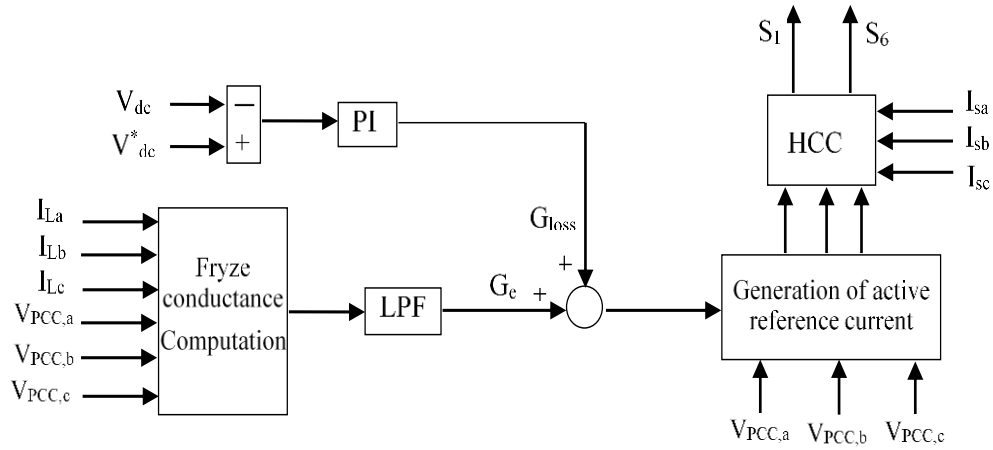 S1
S6
Vdc
V*dc
−
+
PI
HCC
Isa
Isb
Isc
ILa
ILb
ILc
VPCC,a
VPCC,b
VPCC,c
Fryze
conductance
Computation
LPF
Gloss
+
Ge
+
Generation of active
reference current
VPCC,a
VPCC,b
VPCC,c